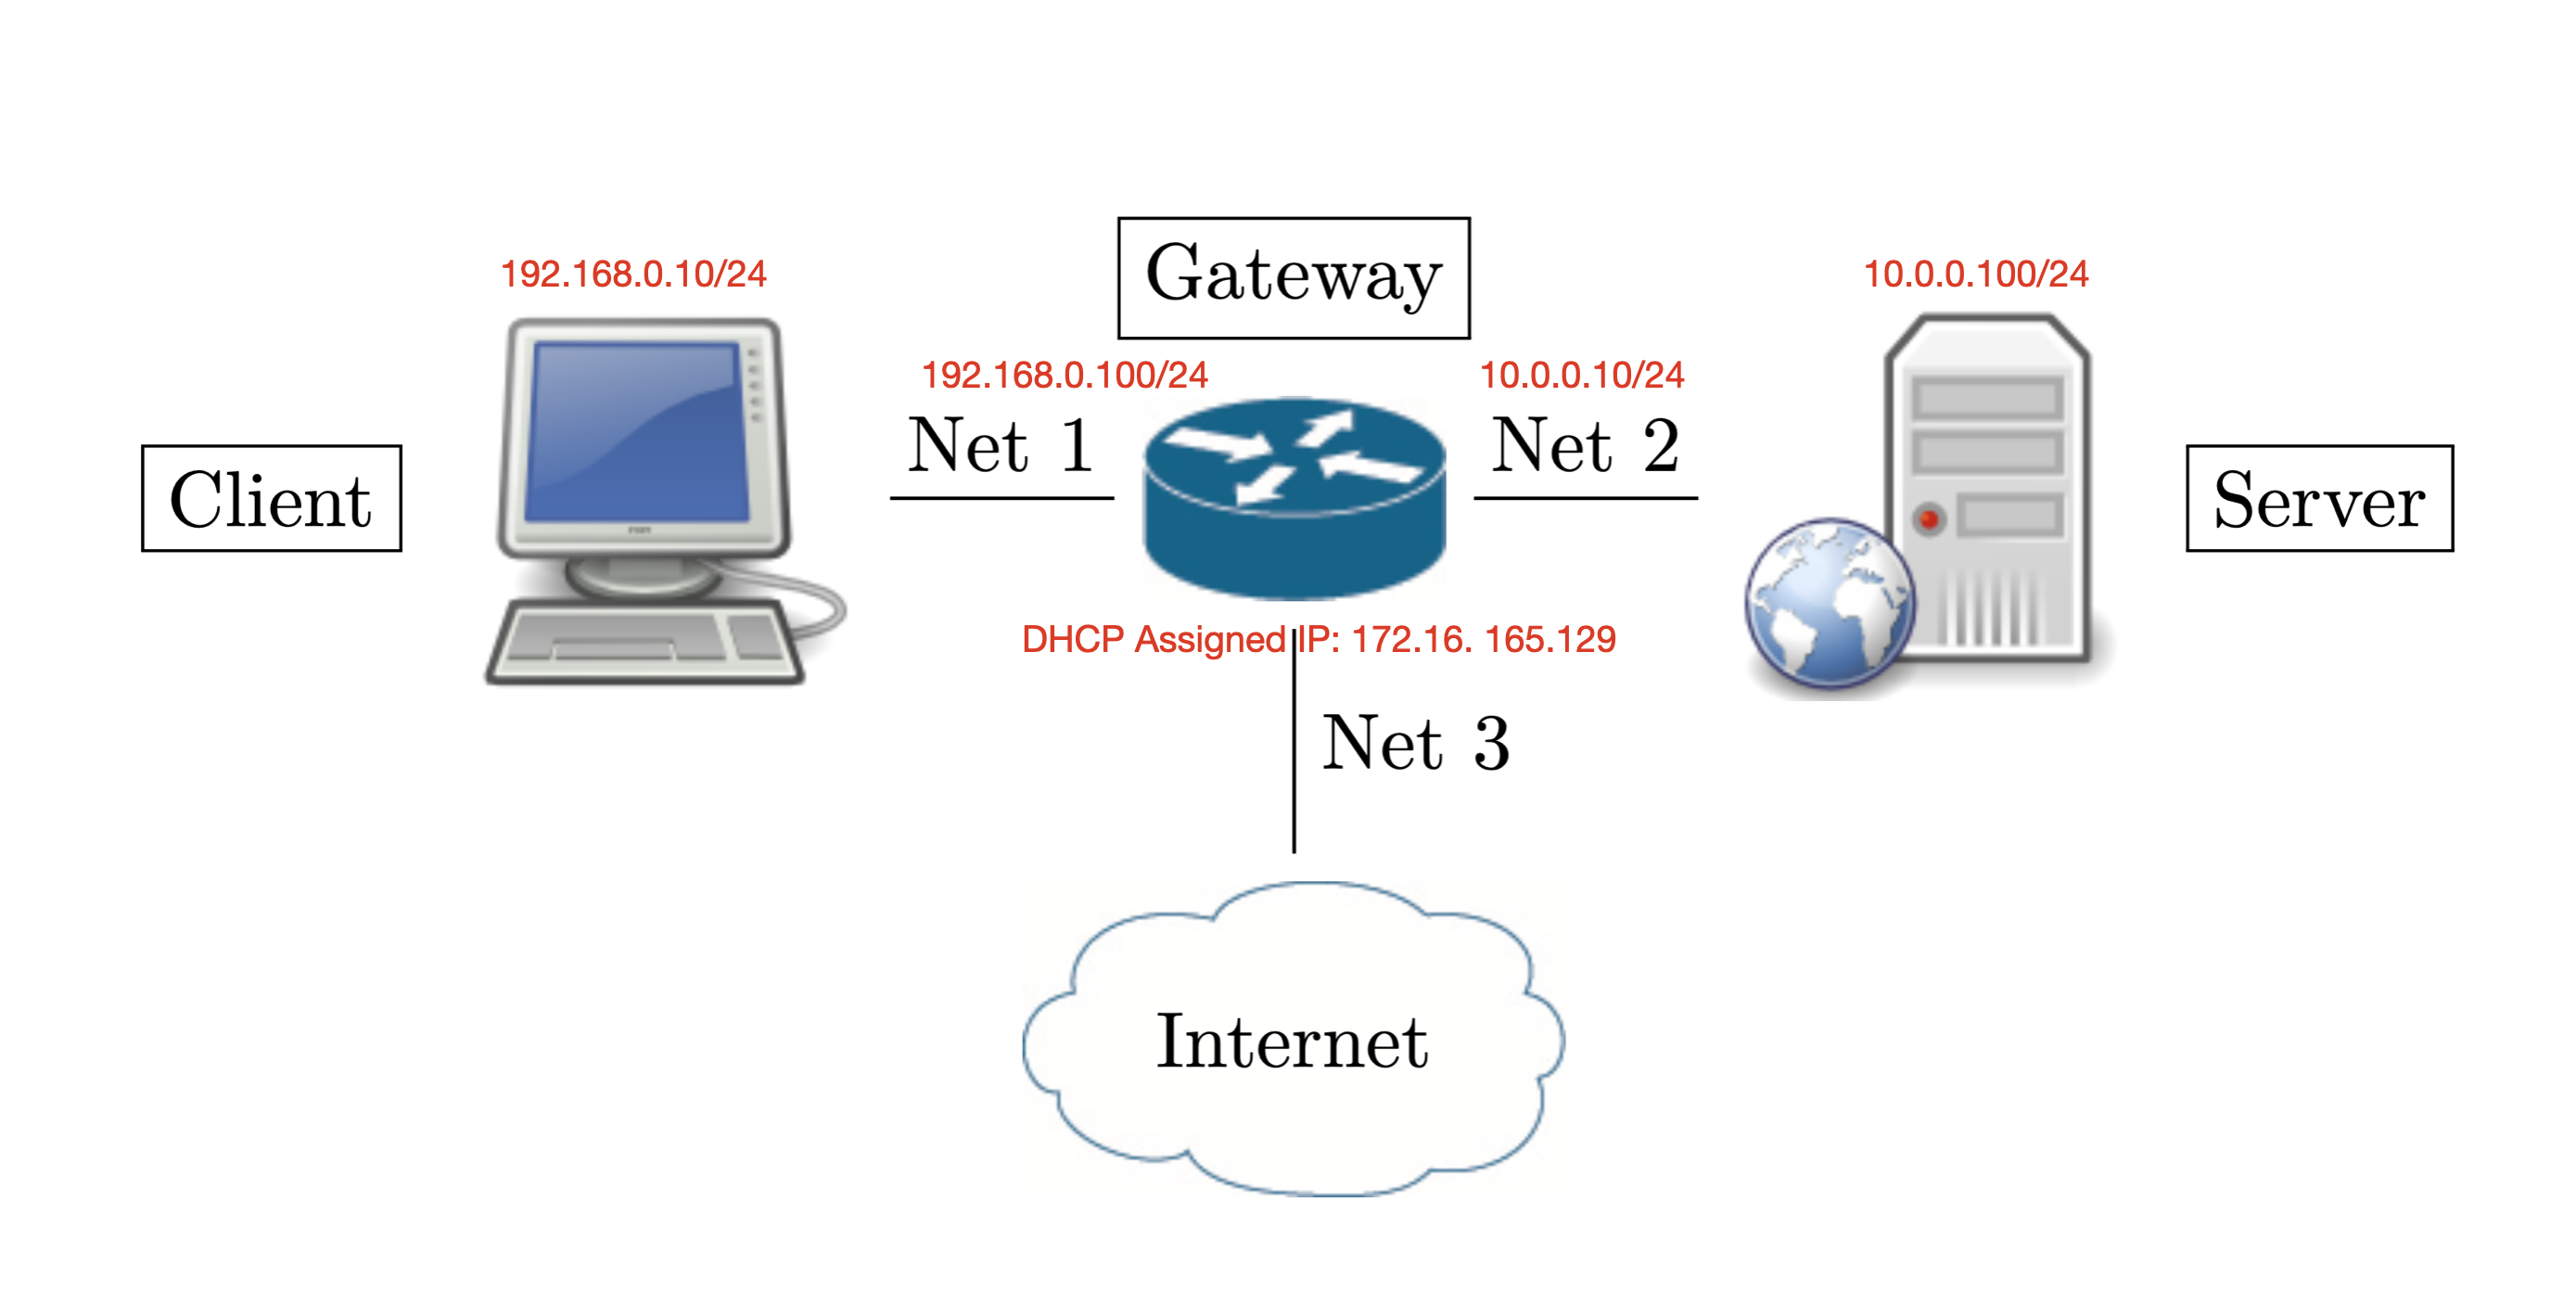 Gateway
192.168.0.10/24
10.0.0.100/24
192.168.0.100/24
10.0.0.10/24
Net 1
Net 2
Client
Server
DHCP Assigned IP: 172.16. 165.129
Net 3
Internet